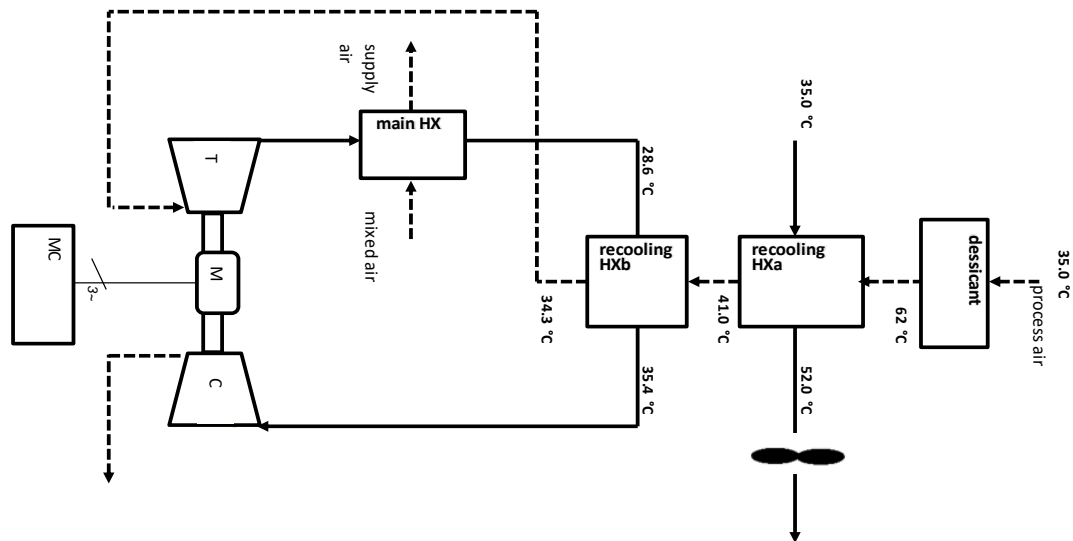 supply
air
35.0 °C
main HX
T
28.6 °C
mixed air
MC
3~
M
recooling
HXb
recooling
HXa
dessicant
35.0 °C
process air
34.3 °C
41.0 °C
62 °C
C
35.4 °C
52.0 °C